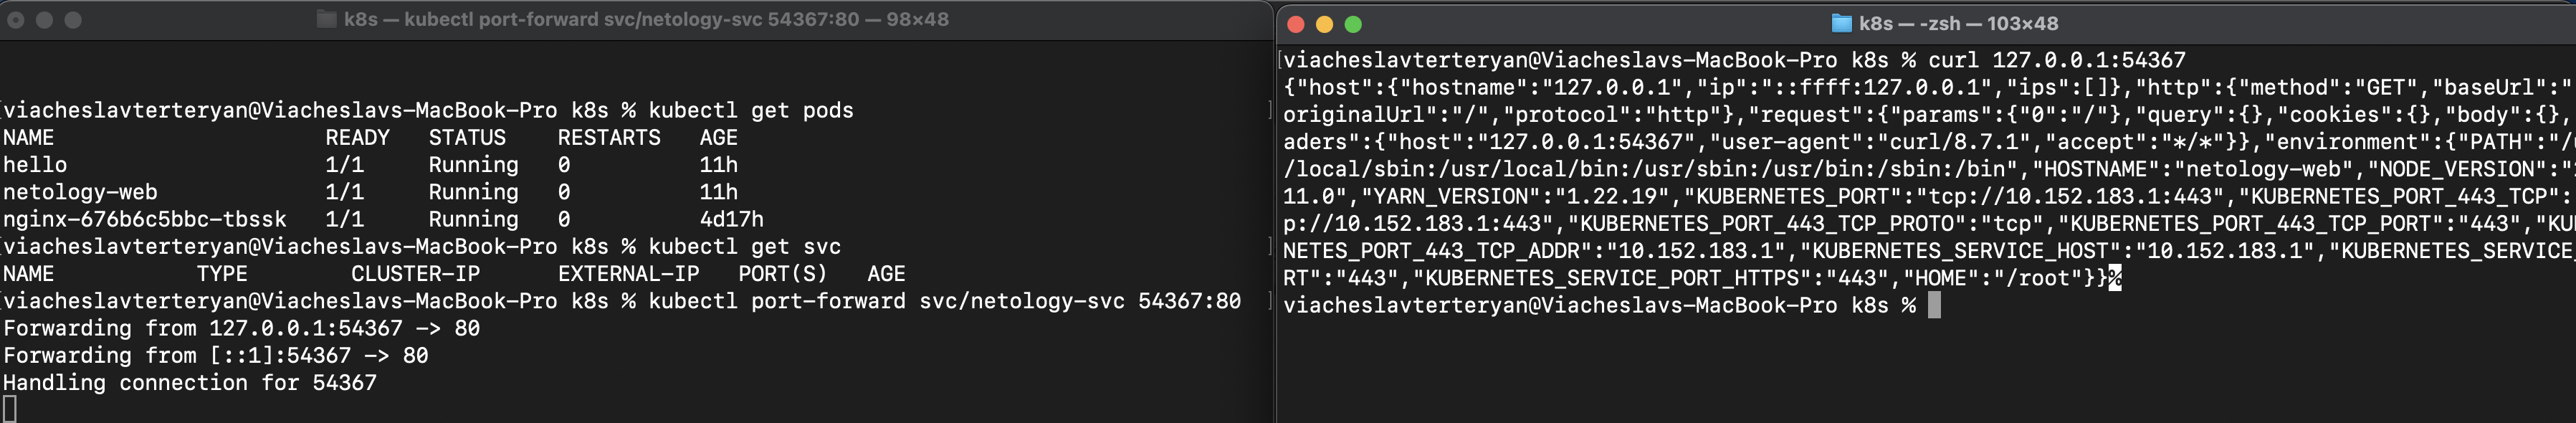 k8s — kubectl port-forward svc/netology-svc 54367:80 — 98×48
[viacheslavterteryan@Viacheslavs-MacBook-Pro k8s % kubectl get pods ]
NAME READY STATUS RESTARTS AGE
hello 1/1 Running 0 11h
netology-web 1/1 Running 0 11h
nginx-676b6c5bbc-tbssk 1/1 Running 0 4d17h
[viacheslavterteryan@Viacheslavs-MacBook-Pro k8s % kubectl get svc ]
NAME TYPE CLUSTER-IP EXTERNAL-IP PORT(S) AGE
[viacheslavterteryan@Viacheslavs-MacBook-Pro k8s % kubectl port-forward svc/netology-svc 54367:80 ]
Forwarding from 127.0.0.1:54367 -> 80
Forwarding from [::1]:54367 -> 80
Handling connection for 54367
k8s — -zsh — 103×48
[viacheslavterteryan@Viacheslavs-MacBook-Pro k8s % curl 127.0.0.1:54367
{"host":{"hostname":"127.0.0.1","ip":"::ffff:127.0.0.1","ips":[]},"http":{"method":"GET","baseUrl":"
originalUrl":"/","protocol":"http"},"request":{"params":{"0":"/"},"query":{},"cookies":{},"body":{},
aders":{"host":"127.0.0.1:54367","user-agent":"curl/8.7.1","accept":"*/*"}},"environment":{"PATH":"/
/local/sbin:/usr/local/bin:/usr/sbin:/usr/bin:/sbin:/bin","HOSTNAME":"netology-web","NODE_VERSION":"
11.0","YARN_VERSION":"1.22.19","KUBERNETES_PORT":"tcp://10.152.183.1:443","KUBERNETES_PORT_443_TCP":
p://10.152.183.1:443","KUBERNETES_PORT_443_TCP_PROTO":"tcp","KUBERNETES_PORT_443_TCP_PORT":"443","KU
NETES_PORT_443_TCP_ADDR":"10.152.183.1","KUBERNETES_SERVICE_HOST":"10.152.183.1","KUBERNETES_SERVICE_
RT":"443","KUBERNETES_SERVICE_PORT_HTTPS":"443","HOME":"/root"}}%
viacheslavterteryan@Viacheslavs-MacBook-Pro k8s %